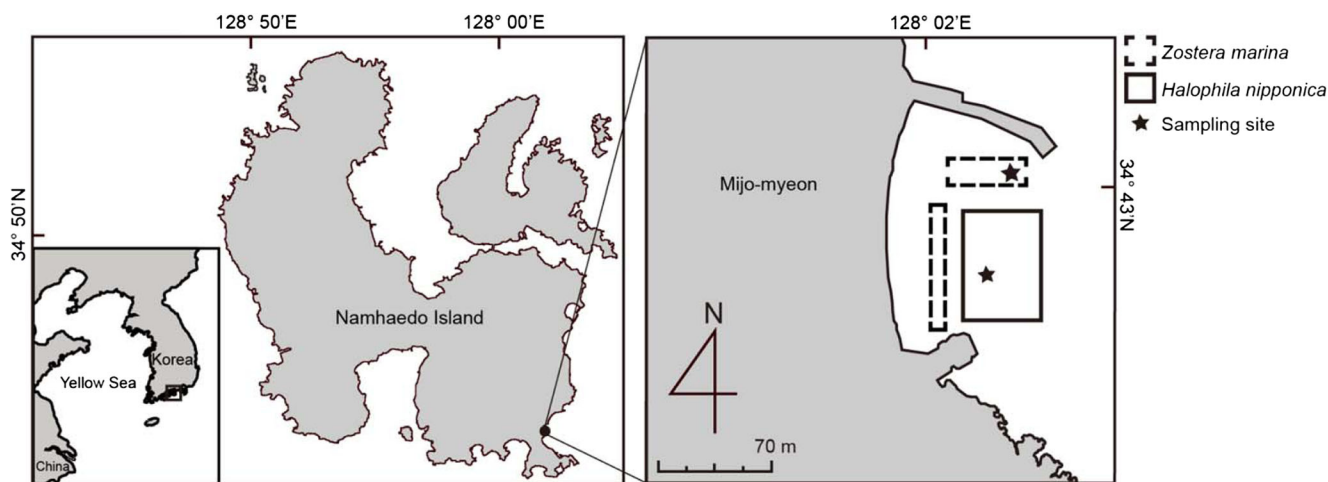 128° 50'E
128° 00'E
128° 02'E
34° 50'N
34° 43'N
Zostera marina
Halophila nipponica
Sampling site
Mijo-myeon
Namhaedo Island
Korea
Yellow Sea
China
N
70 m